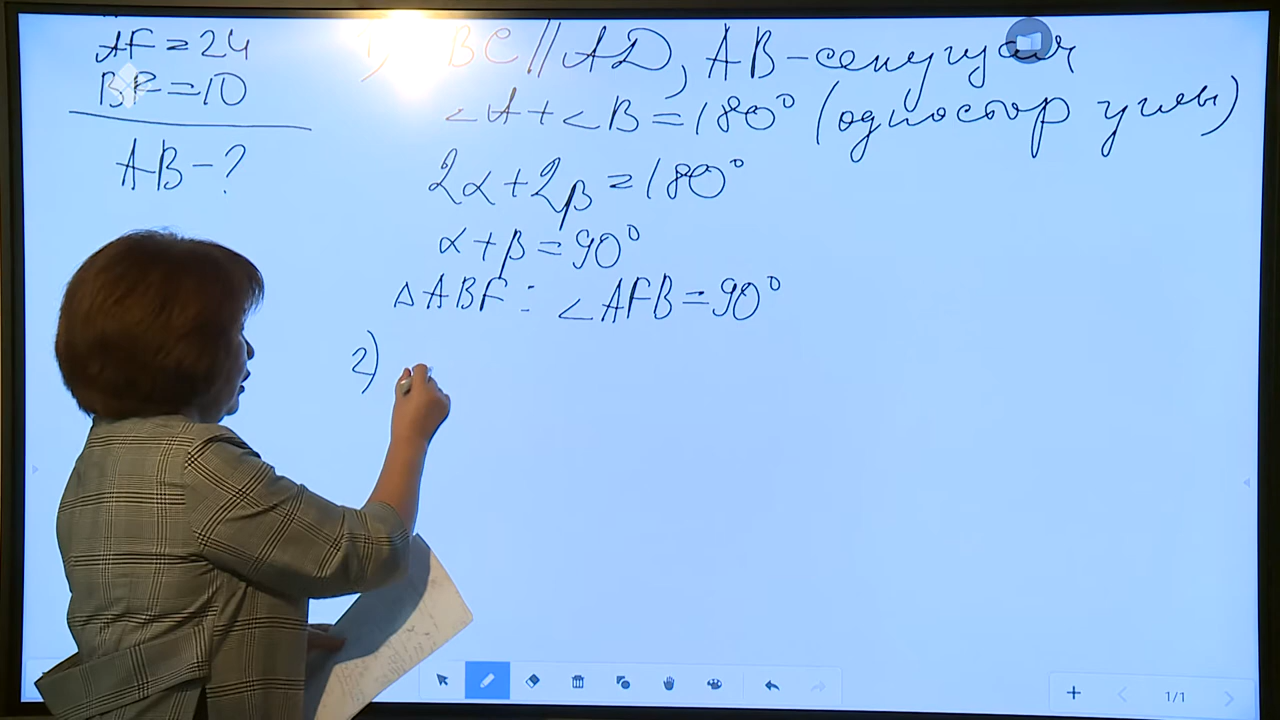 AF = 24
BF = 10
AB - ?
1) BC || AD, AB - секущая
∠A + ∠B = 180° (одностор углы)
2α + 2β = 180°
α + β = 90°
△ABF: ∠AFB = 90°
2)
1/1